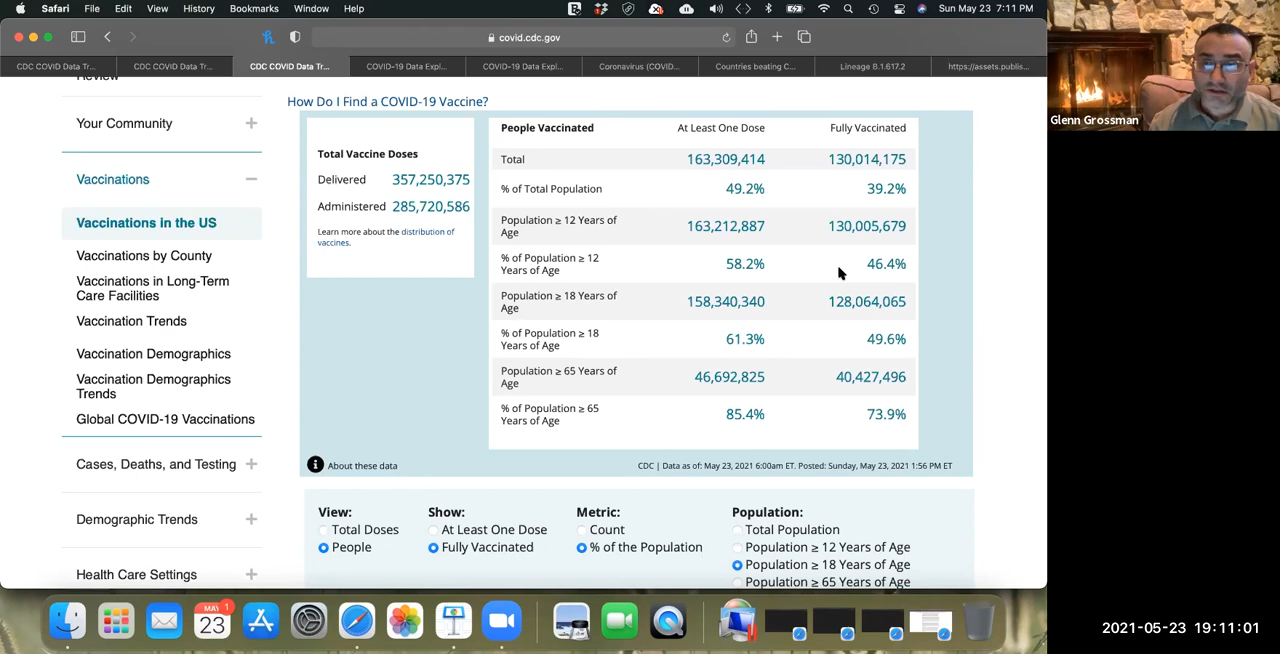 Safari File Edit View History Bookmarks Window Help
Sun May 23 7:11 PM
covid.cdc.gov
CDC COVID Data Tr...
CDC COVID Data Tr...
CDC COVID Data Tr...
COVID-19 Data Expl...
COVID-19 Data Expl...
Coronavirus (COVID...
Countries beating C...
Lineage B.1.617.2
https://assets.publis...
Glenn Grossman
Review
Your Community
Vaccinations
Vaccinations in the US
Vaccinations by County
Vaccinations in Long-Term
Care Facilities
Vaccination Trends
Vaccination Demographics
Vaccination Demographics
Trends
Global COVID-19 Vaccinations
Cases, Deaths, and Testing
Demographic Trends
Health Care Settings
How Do I Find a COVID-19 Vaccine?
Total Vaccine Doses
Delivered 357,250,375
Administered 285,720,586
Learn more about the distribution of
vaccines.
People Vaccinated At Least One Dose Fully Vaccinated
Total 163,309,414 130,014,175
% of Total Population 49.2% 39.2%
Population ≥ 12 Years of
Age 163,212,887 130,005,679
% of Population ≥ 12
Years of Age 58.2% 46.4%
Population ≥ 18 Years of
Age 158,340,340 128,064,065
% of Population ≥ 18
Years of Age 61.3% 49.6%
Population ≥ 65 Years of
Age 46,692,825 40,427,496
% of Population ≥ 65
Years of Age 85.4% 73.9%
About these data
CDC | Data as of: May 23, 2021 6:00am ET. Posted: Sunday, May 23, 2021 1:56 PM ET
View:
Total Doses
People
Show:
At Least One Dose
Fully Vaccinated
Metric:
Count
% of the Population
Population:
Total Population
Population ≥ 12 Years of Age
Population ≥ 18 Years of Age
Population ≥ 65 Years of Age
MAY
1
23
2021-05-23 19:11:01